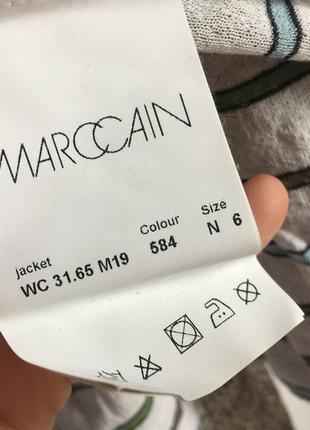 MARCCAIN
jacket Colour Size
WC 31.65 M19 584 N 6